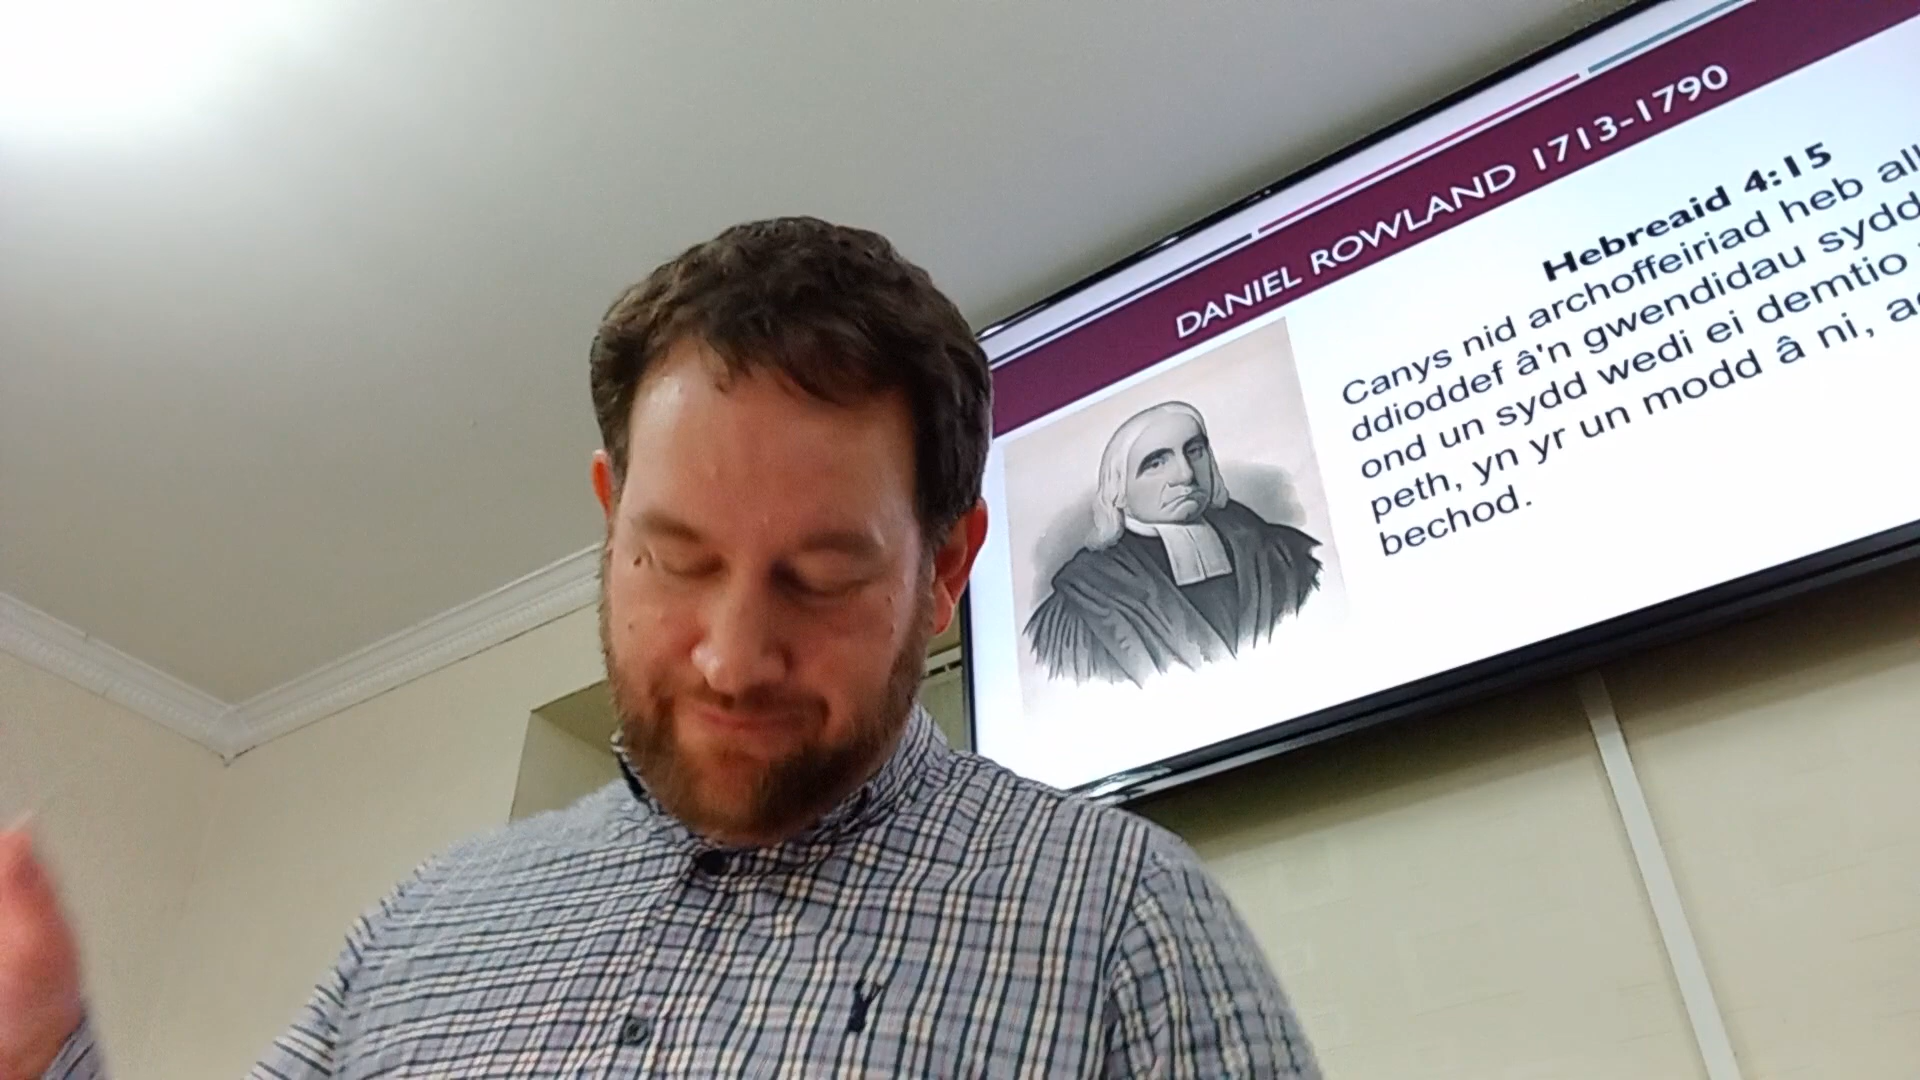 DANIEL ROWLAND 1713-1790
Hebreaid 4:15
Canys nid archoffeiriad heb
ddioddef â'n gwendidau sydd
ond un sydd wedi ei demtio
peth, yn yr un modd â ni,
bechod.